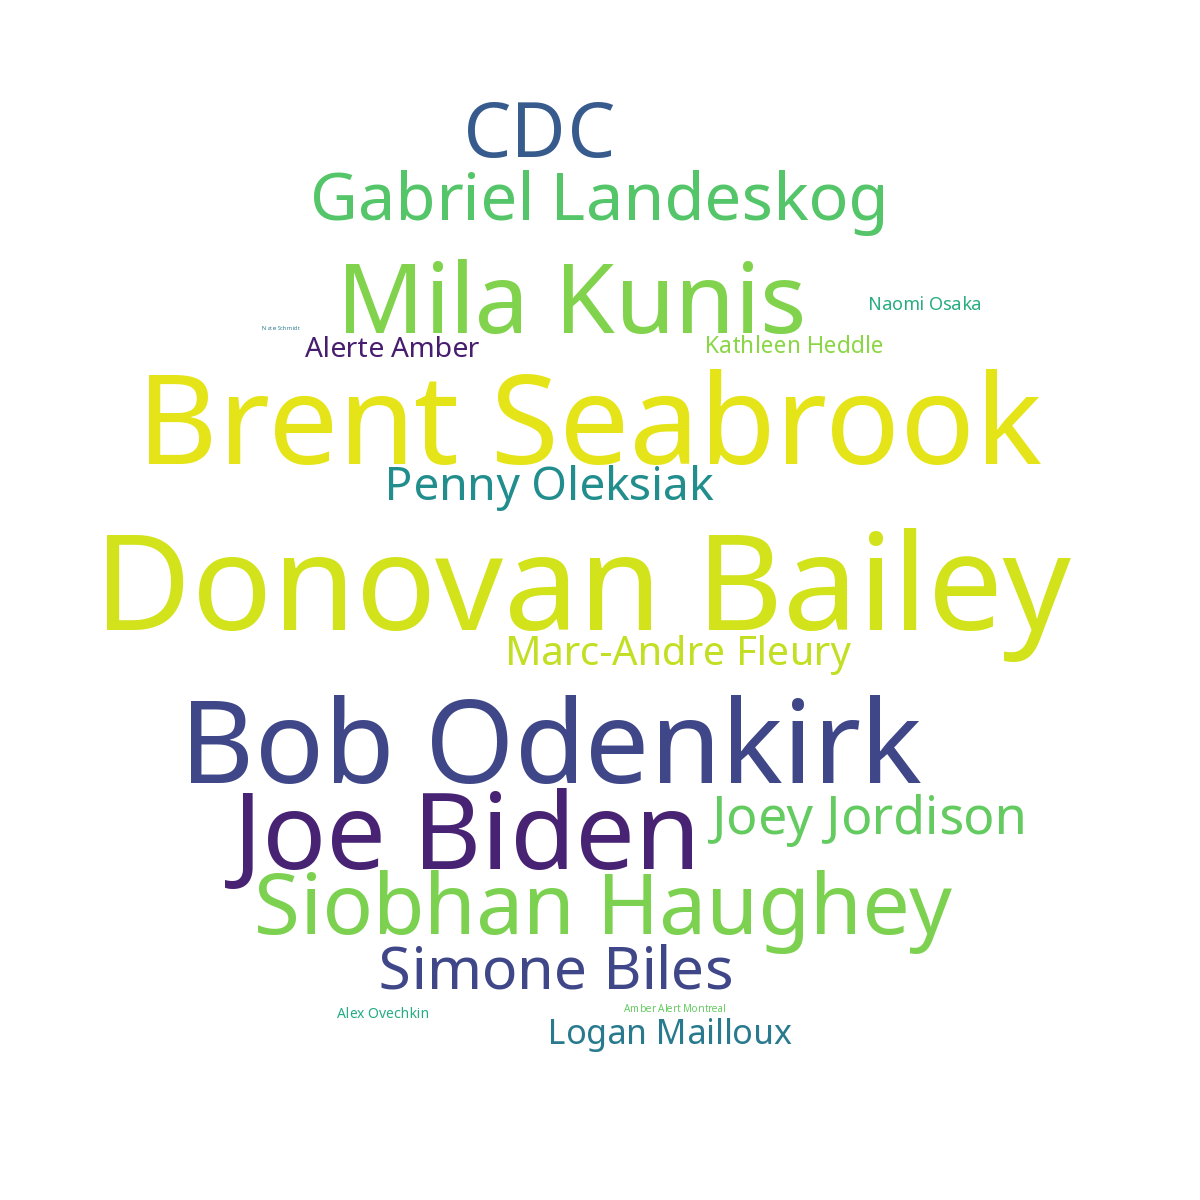 CDC
Gabriel Landeskog
Mila Kunis
Naomi Osaka
Nate Schmidt
Alerte Amber
Kathleen Heddle
Brent Seabrook
Penny Oleksiak
Donovan Bailey
Marc-Andre Fleury
Bob Odenkirk
Joe Biden
Joey Jordison
Siobhan Haughey
Simone Biles
Alex Ovechkin
Amber Alert Montreal
Logan Mailloux